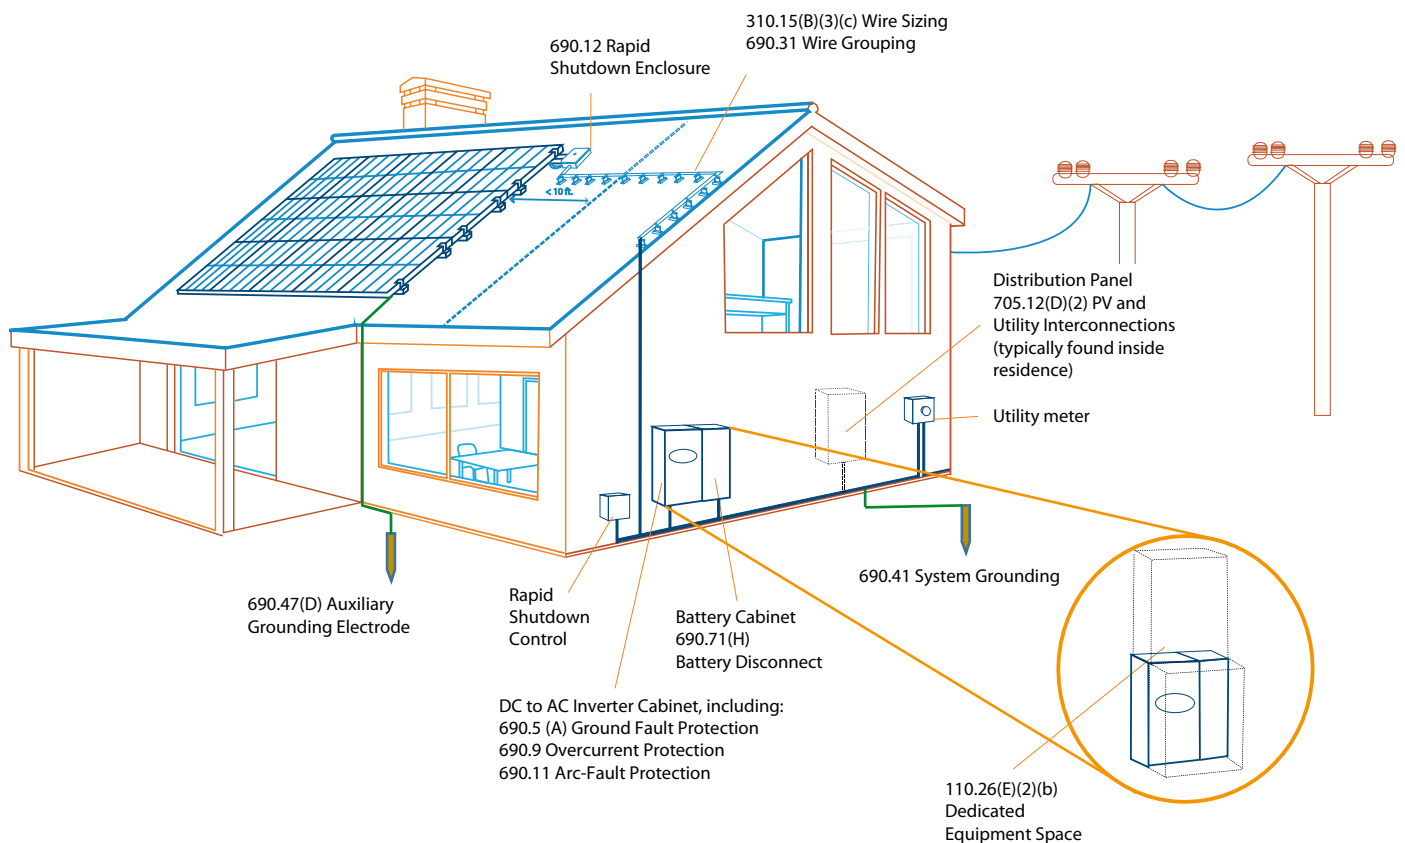 310.15(B)(3)(c) Wire Sizing
690.31 Wire Grouping
690.12 Rapid
Shutdown Enclosure
< 10 ft.
Distribution Panel
705.12(D)(2) PV and
Utility Interconnections
(typically found inside
residence)
Utility meter
690.41 System Grounding
690.47(D) Auxiliary
Grounding Electrode
Rapid
Shutdown
Control
Battery Cabinet
690.71(H)
Battery Disconnect
DC to AC Inverter Cabinet, including:
690.5 (A) Ground Fault Protection
690.9 Overcurrent Protection
690.11 Arc-Fault Protection
110.26(E)(2)(b)
Dedicated
Equipment Space